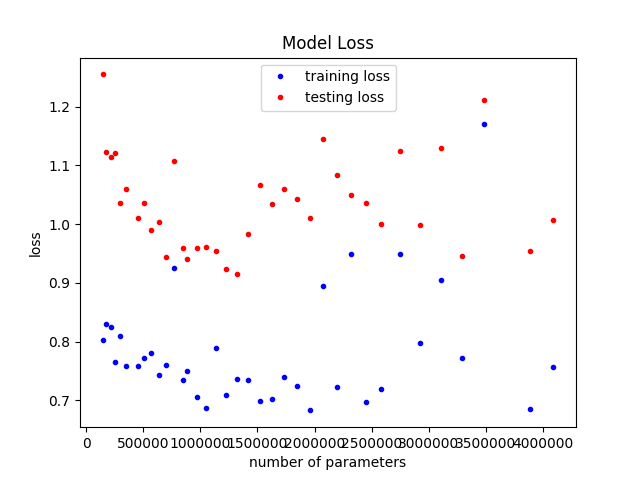 Model Loss
training loss
testing loss
1.2
1.1
1.0
0.9
0.8
0.7
loss
0 500000 1000000 1500000 2000000 2500000 3000000 3500000 4000000
number of parameters